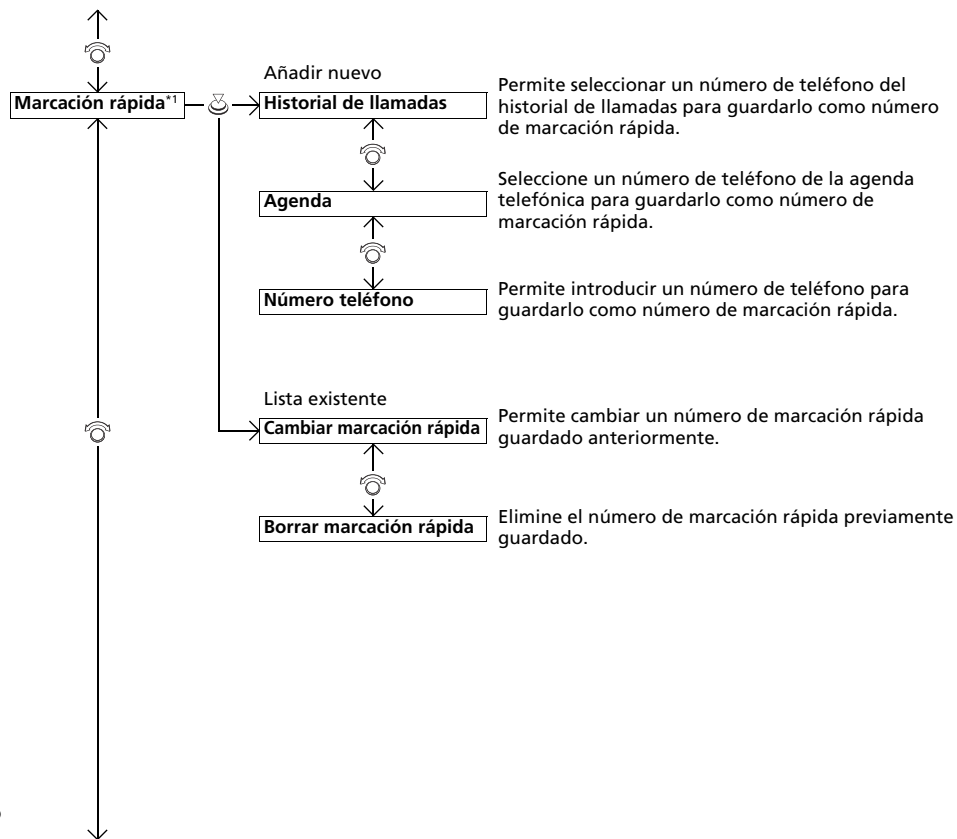 Añadir nuevo
Marcación rápida*1
Historial de llamadas
Permite seleccionar un número de teléfono del
historial de llamadas para guardarlo como número
de marcación rápida.
Agenda
Seleccione un número de teléfono de la agenda
telefónica para guardarlo como número de
marcación rápida.
Número teléfono
Permite introducir un número de teléfono para
guardarlo como número de marcación rápida.
Lista existente
Cambiar marcación rápida
Permite cambiar un número de marcación rápida
guardado anteriormente.
Borrar marcación rápida
Elimine el número de marcación rápida previamente
guardado.